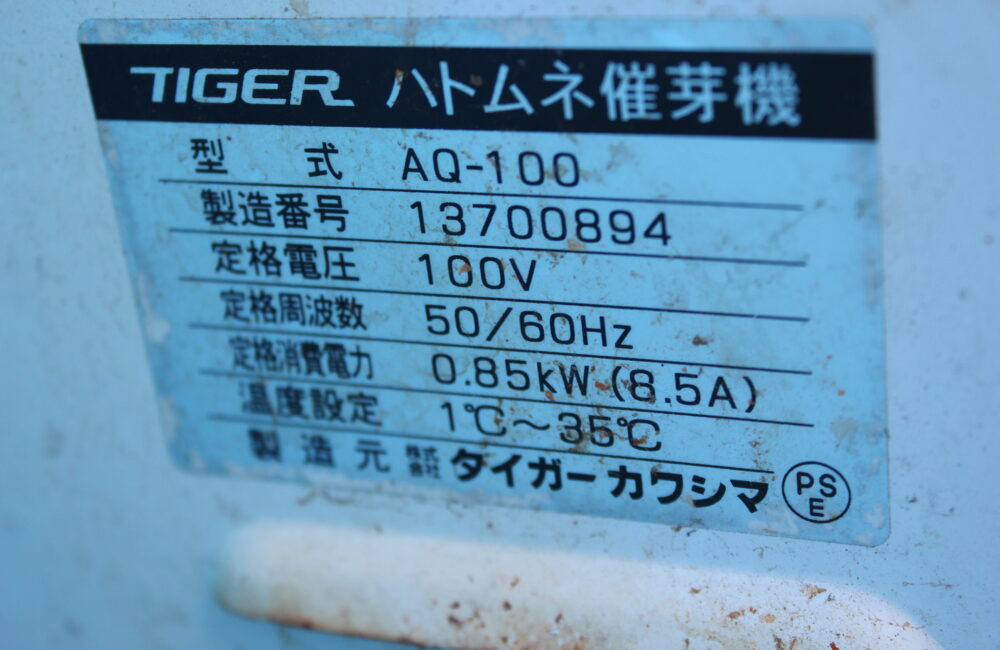 TIGER ハトムネ催芽機
型式 AQ-100
製造番号 13700894
定格電圧 100V
定格周波数 50/60Hz
定格消費電力 0.85kW (8.5A)
温度設定 1℃～35℃
製造元 株式会社 タイガーカワシマ
PSE